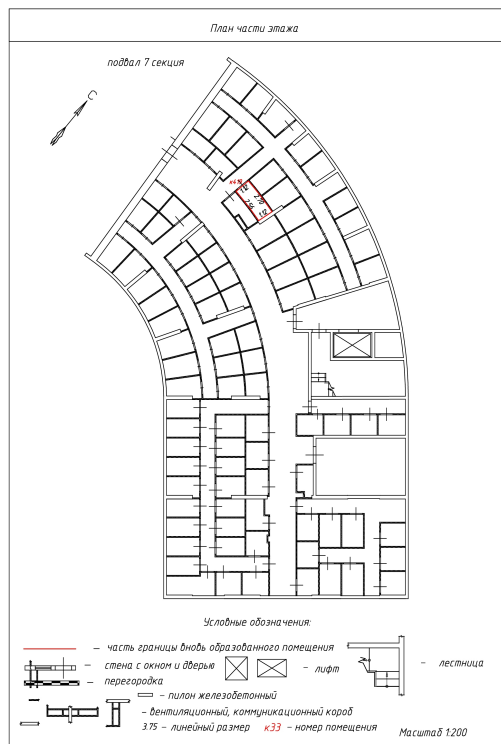 План части этажа
подвал 7 секция
С
Условные обозначения:
— часть границы вновь образованного помещения
— стена с окном и дверью
— лифт
— лестница
— перегородка
— пилон железобетонный
— вентиляционный, коммуникационный короб
3.75 — линейный размер к33 — номер помещения
Масштаб 1:200